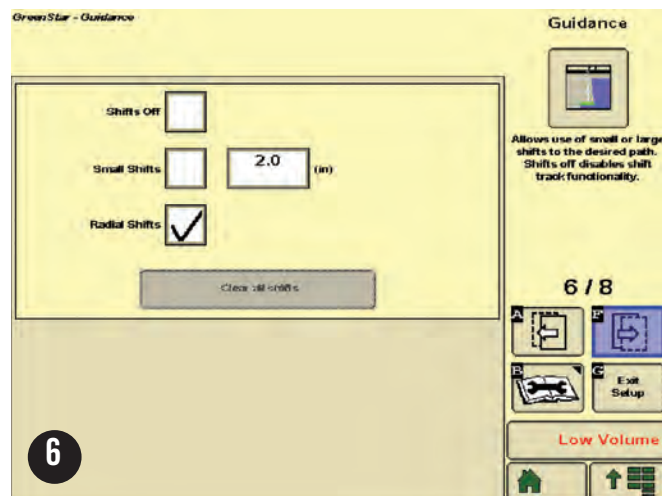 GreenStar - Guidance
Guidance
Shifts Off
Small Shifts
2.0
(in)
Radial Shifts
Clear all shifts
Allows use of small or large
shifts to the desired path.
Shifts off disables shift
track functionality.
6 / 8
A
F
B
G
Exit
Setup
Low Volume
6